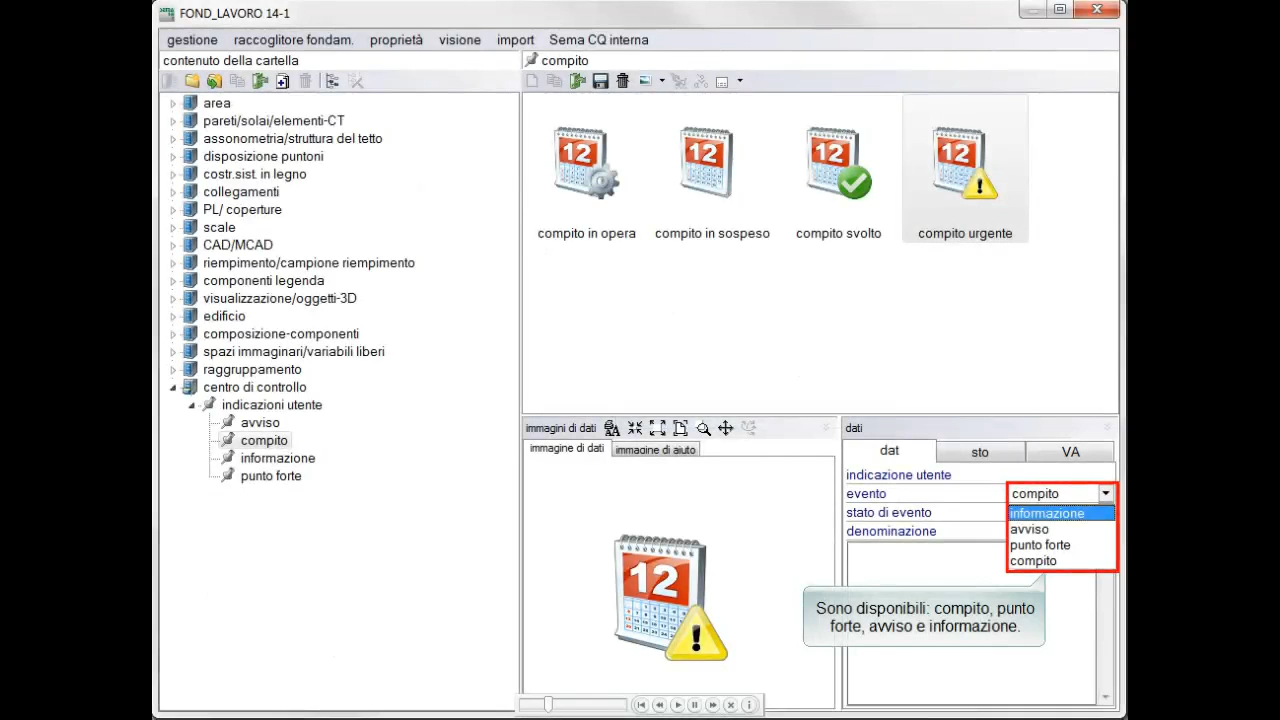 FOND_LAVORO 14-1
gestione raccoglitore fondam. proprietà visione import Sema CQ interna
contenuto della cartella
compito
area
pareti/solai/elementi-CT
assonometria/struttura del tetto
disposizione puntoni
costr.sist. in legno
collegamenti
PL/ coperture
scale
CAD/MCAD
riempimento/campione riempimento
componenti legenda
visualizzazione/oggetti-3D
edificio
composizione-componenti
spazi immaginari/variabili liberi
raggruppamento
centro di controllo
indicazioni utente
avviso
compito
informazione
punto forte
12 12 12 12
compito in opera compito in sospeso compito svolto compito urgente
immagini di dati
immagine di dati immagine di aiuto
12
dati
dat sto VA
indicazione utente
evento compito
stato di evento informazione
denominazione avviso
punto forte
compito
Sono disponibili: compito, punto
forte, avviso e informazione.